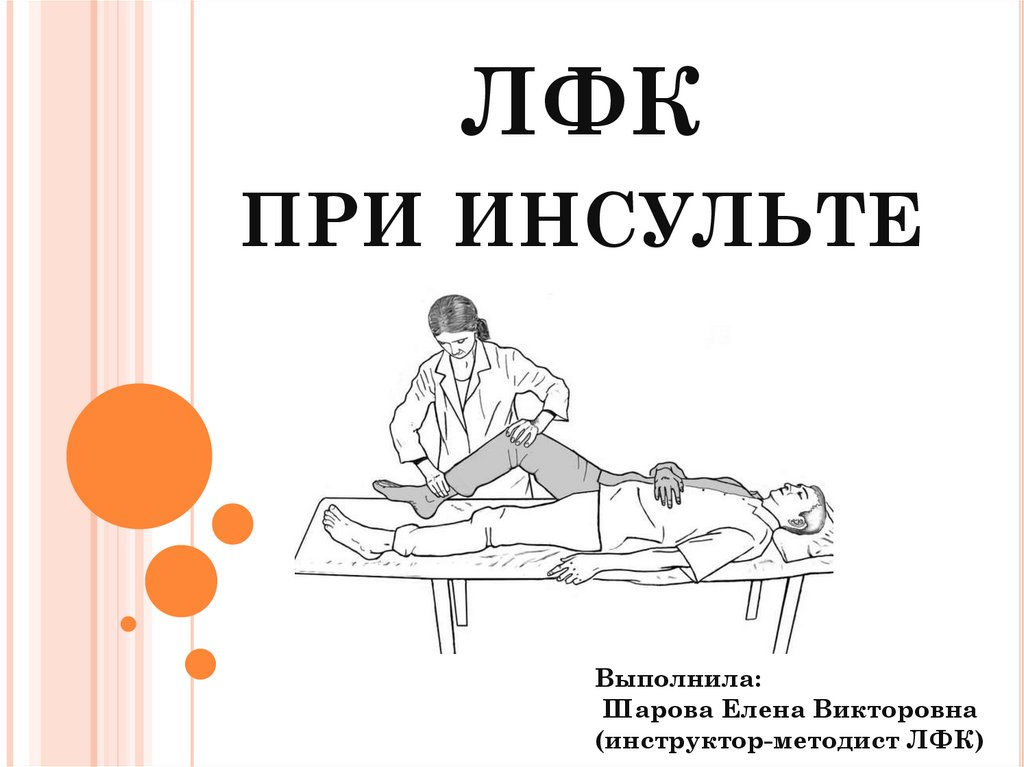 ЛФК
ПРИ ИНСУЛЬТЕ
Выполнила:
Шарова Елена Викторовна
(инструктор-методист ЛФК)